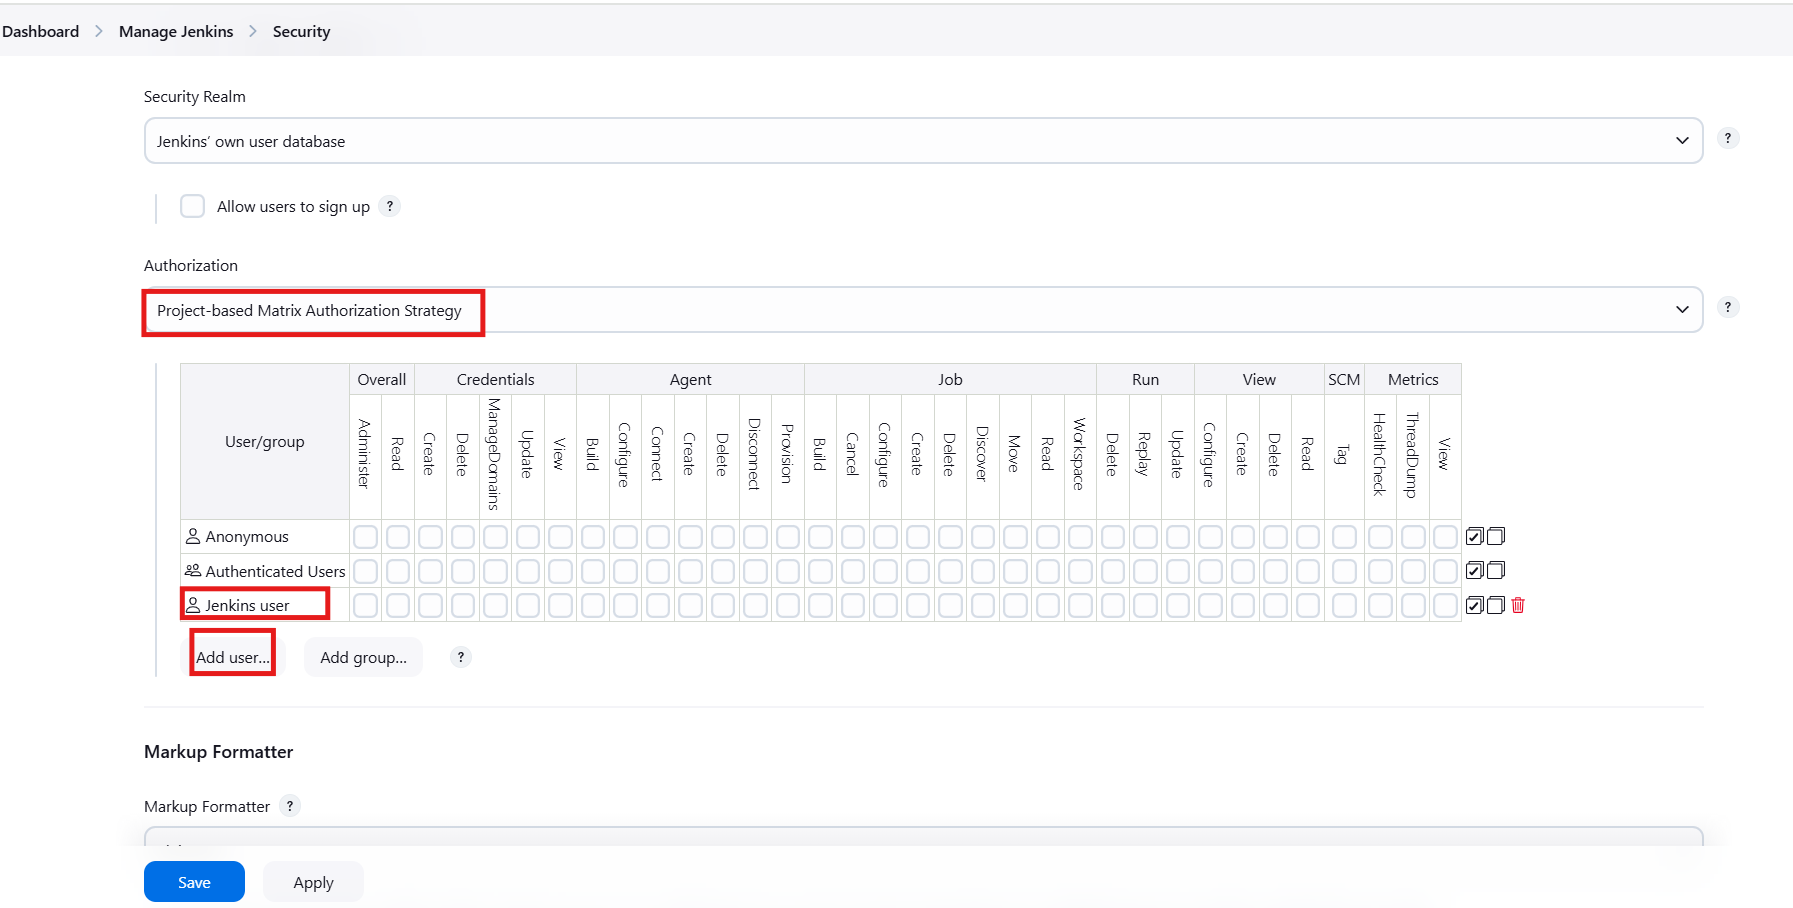 Dashboard > Manage Jenkins > Security
Security Realm
Jenkins’ own user database
?
Allow users to sign up ?
Authorization
Project-based Matrix Authorization Strategy
?
User/group Overall Credentials Agent Job Run View SCM Metrics
Administer Read Create Delete ManageDomains Update View Build Configure Connect Create Delete Disconnect Provision Build Cancel Configure Create Delete Discover Move Read Workspace Delete Replay Update Configure Create Delete Read Tag HealthCheck ThreadDump View
Anonymous
Authenticated Users
Jenkins user
Add user... Add group... ?
Markup Formatter
Markup Formatter ?
Save Apply